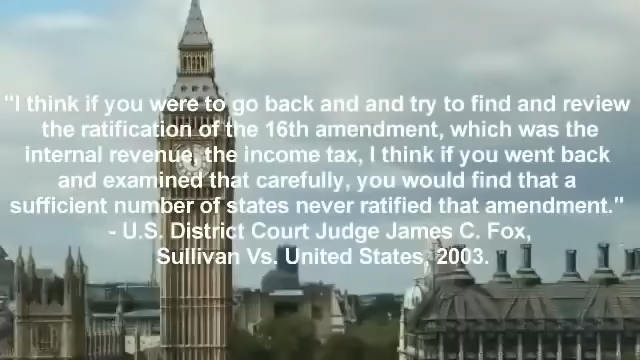 "I think if you were to go back and and try to find and review
the ratification of the 16th amendment, which was the
internal revenue, the income tax, I think if you went back
and examined that carefully, you would find that a
sufficient number of states never ratified that amendment."
- U.S. District Court Judge James C. Fox,
Sullivan Vs. United States, 2003.